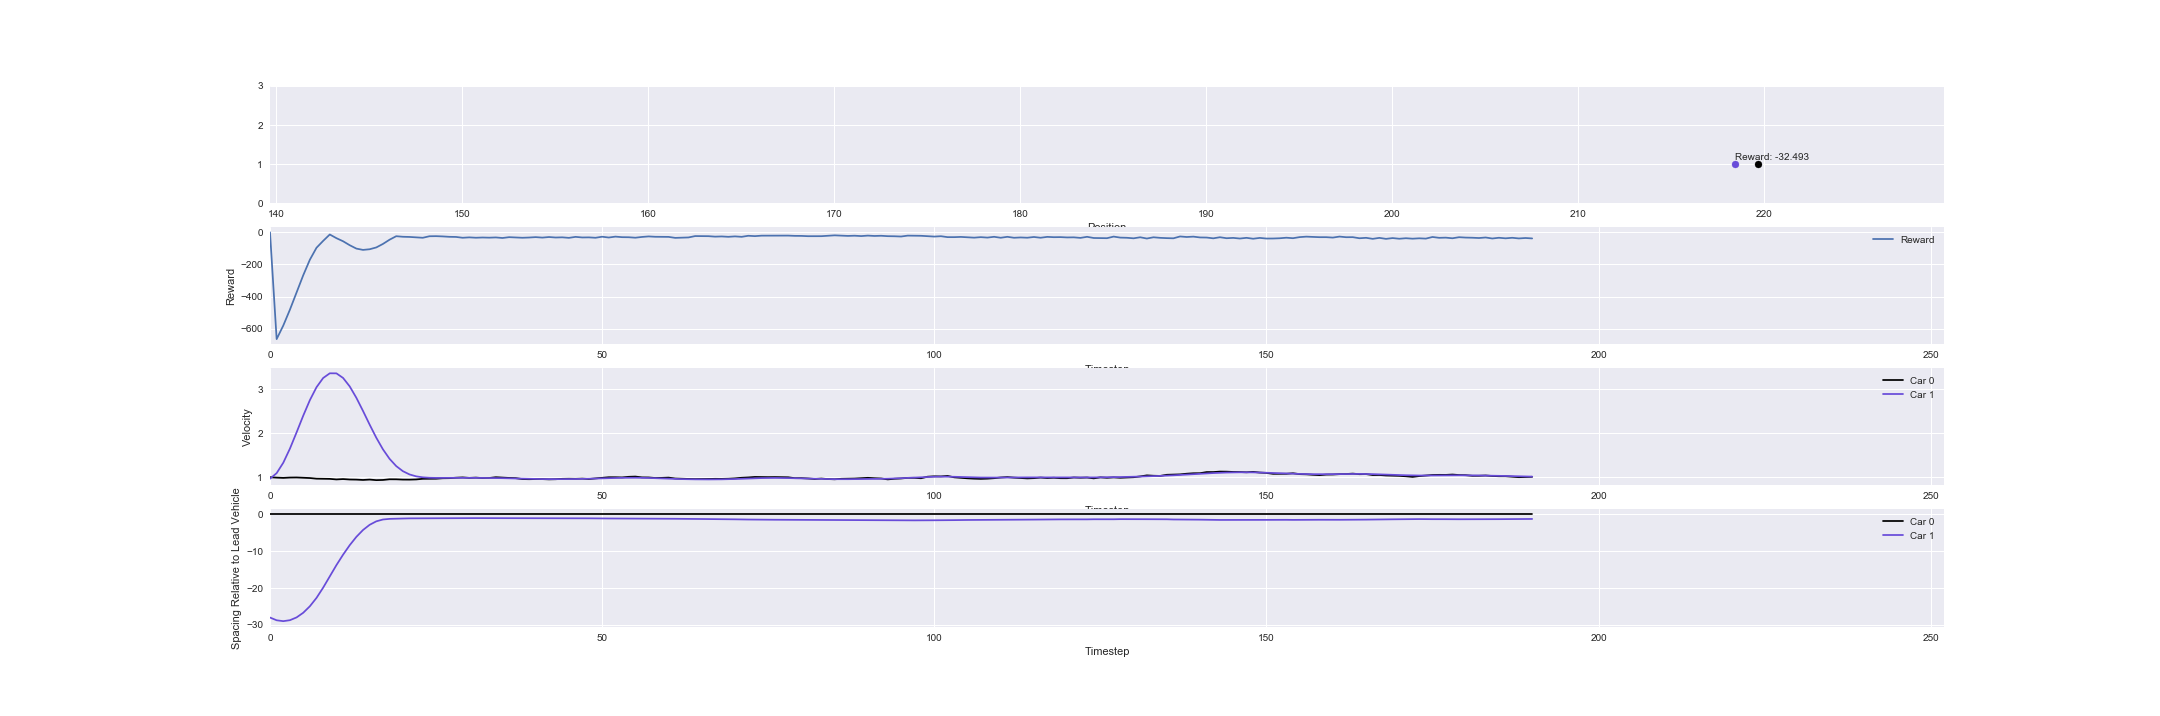 3
2
1
0
Reward: -32.493
140 150 160 170 180 190 200 210 220
Position
0
−200
−400
−600
Reward
Reward
0 50 100 150 200 250
Timestep
3
2
1
Velocity
Car 0
Car 1
0 50 100 150 200 250
Timestep
0
−10
−20
−30
Spacing Relative to Lead Vehicle
Car 0
Car 1
0 50 100 150 200 250
Timestep